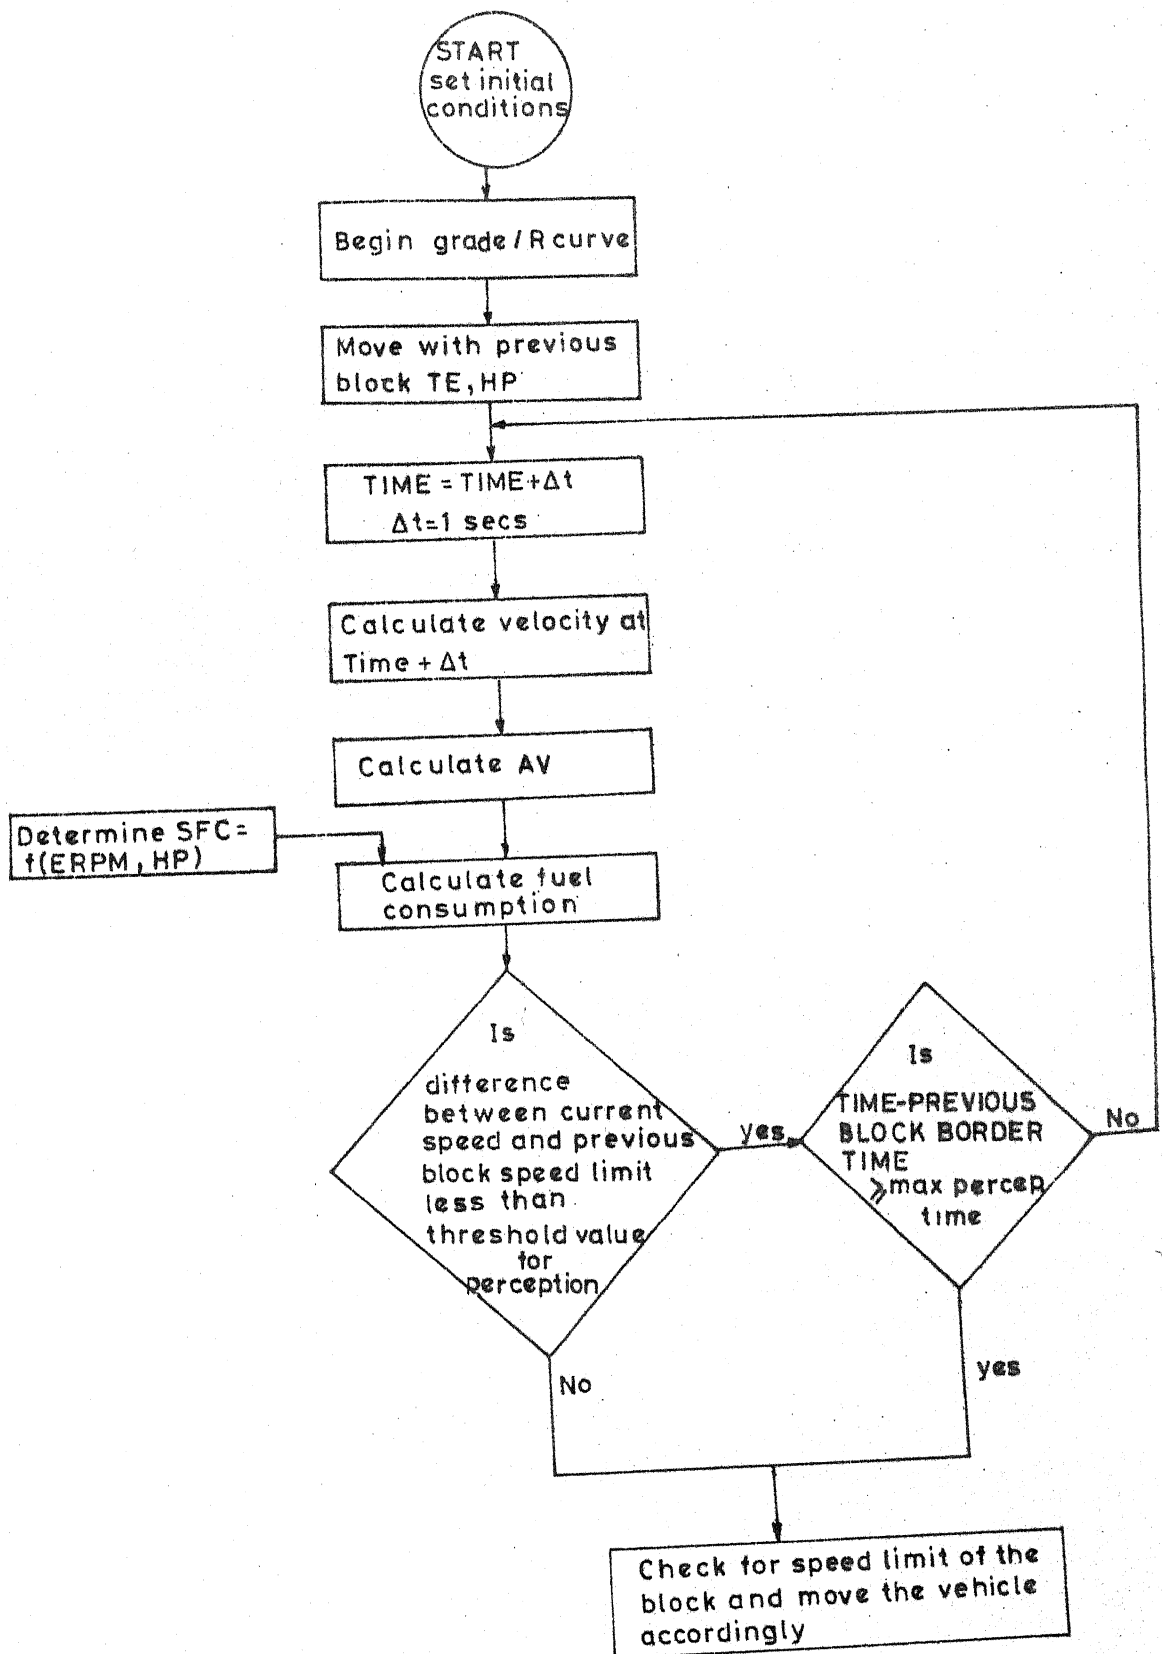 START
set initial
conditions
Begin grade/R curve
Move with previous
block TE, HP
TIME = TIME+Δt
Δt=1 secs
Calculate velocity at
Time + Δt
Calculate AV
Determine SFC=
f(ERPM, HP)
Calculate fuel
consumption
Is
difference
between current
speed and previous
block speed limit
less than
threshold value
for
perception
yes
No
Is
TIME-PREVIOUS
BLOCK BORDER
TIME
⩾max percep
time
No
yes
Check for speed limit of the
block and move the vehicle
accordingly